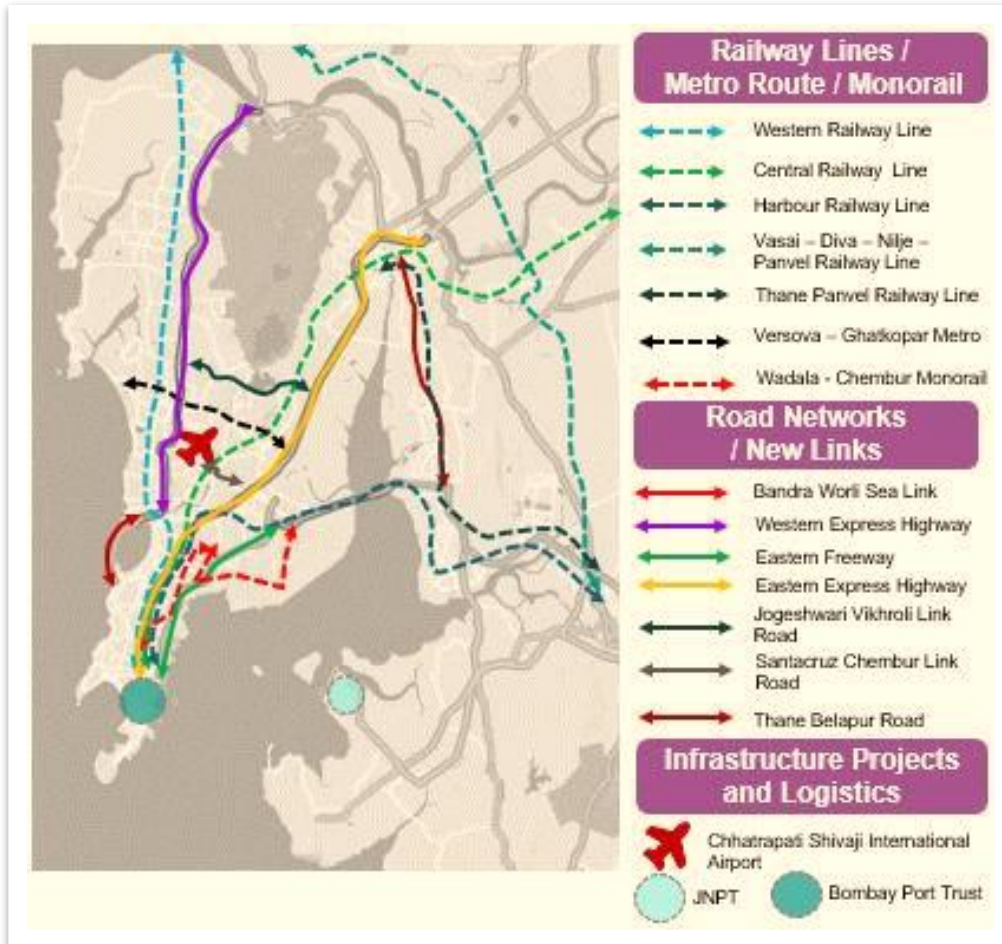 Railway Lines /
Metro Route / Monorail
Western Railway Line
Central Railway Line
Harbour Railway Line
Vasai – Diva – Nilje –
Panvel Railway Line
Thane Panvel Railway Line
Versova – Ghatkopar Metro
Wadala - Chembur Monorail
Road Networks
/ New Links
Bandra Worli Sea Link
Western Express Highway
Eastern Freeway
Eastern Express Highway
Jogeshwari Vikhroli Link
Road
Santacruz Chembur Link
Road
Thane Belapur Road
Infrastructure Projects
and Logistics
Chhatrapati Shivaji International
Airport
JNPT
Bombay Port Trust